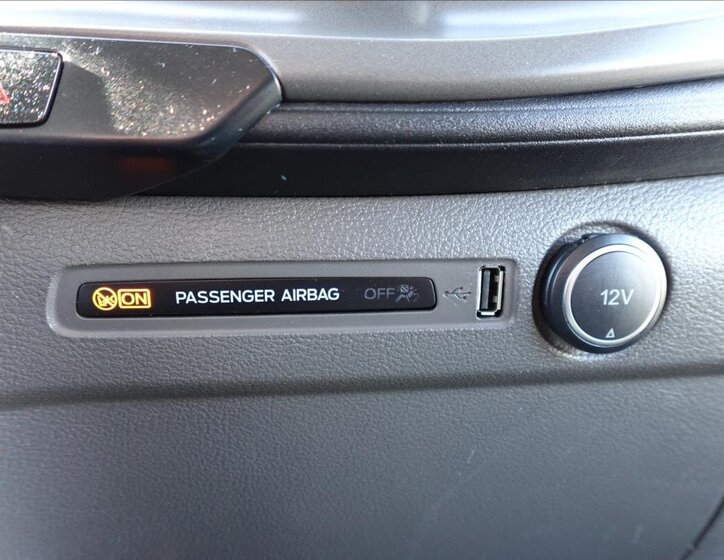 ON PASSENGER AIRBAG OFF 12V